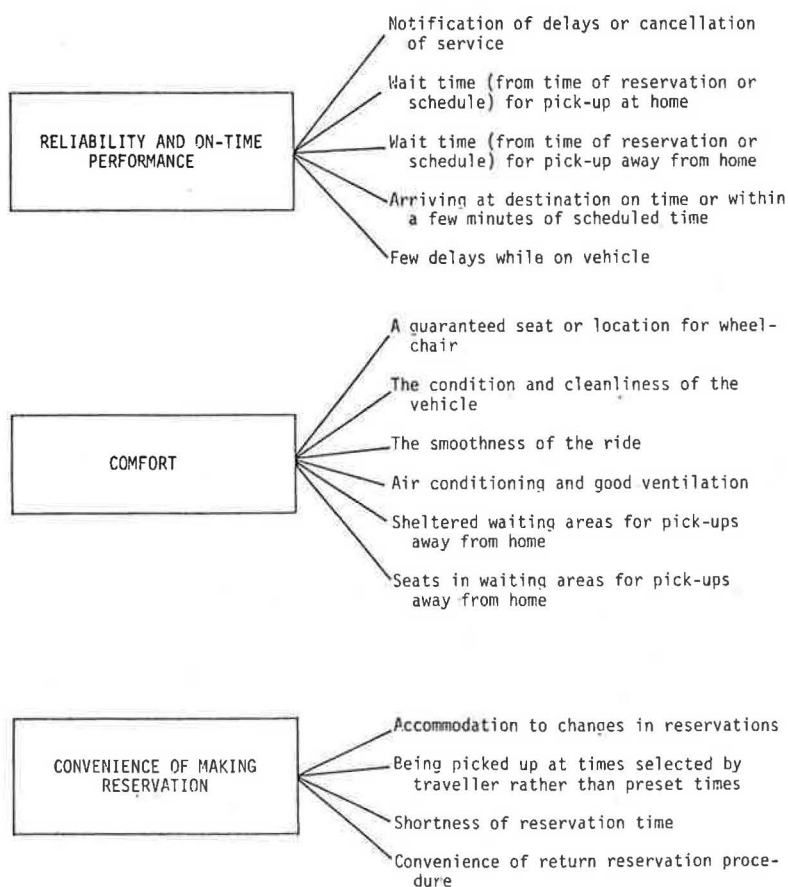 Notification of delays or cancellation
of service
Wait time (from time of reservation or
schedule) for pick-up at home
RELIABILITY AND ON-TIME
PERFORMANCE
Wait time (from time of reservation or
schedule) for pick-up away from home
Arriving at destination on time or within
a few minutes of scheduled time
Few delays while on vehicle
A guaranteed seat or location for wheel-
chair
The condition and cleanliness of the
vehicle
The smoothness of the ride
COMFORT
Air conditioning and good ventilation
Sheltered waiting areas for pick-ups
away from home
Seats in waiting areas for pick-ups
away from home
Accommodation to changes in reservations
CONVENIENCE OF MAKING
RESERVATION
Being picked up at times selected by
traveller rather than preset times
Shortness of reservation time
Convenience of return reservation proce-
dure